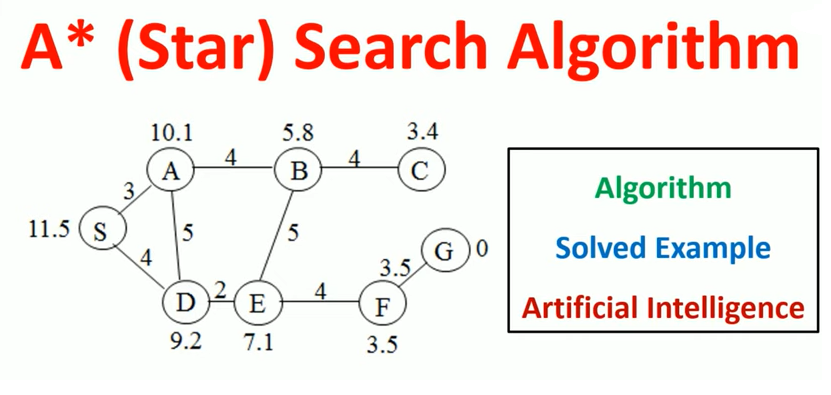 A* (Star) Search Algorithm
10.1 5.8 3.4
A 4 B 4 C
3
11.5 S 5 5 G 0
4 3.5
D 2 E 4 F
9.2 7.1 3.5
Algorithm
Solved Example
Artificial Intelligence